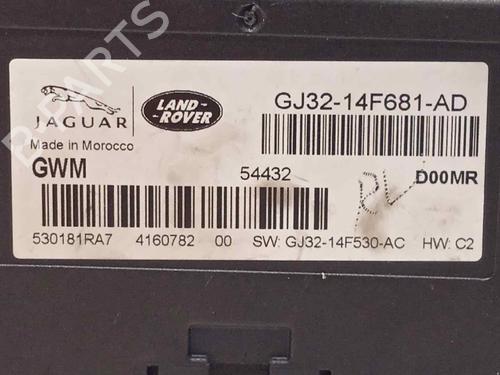 JAGUAR
LAND-
ROVER
GJ32-14F681-AD
Made in Morocco
GWM
54432
D00MR
530181RA7 4160782 00 SW: GJ32-14F530-AC HW: C2
B-PARTS